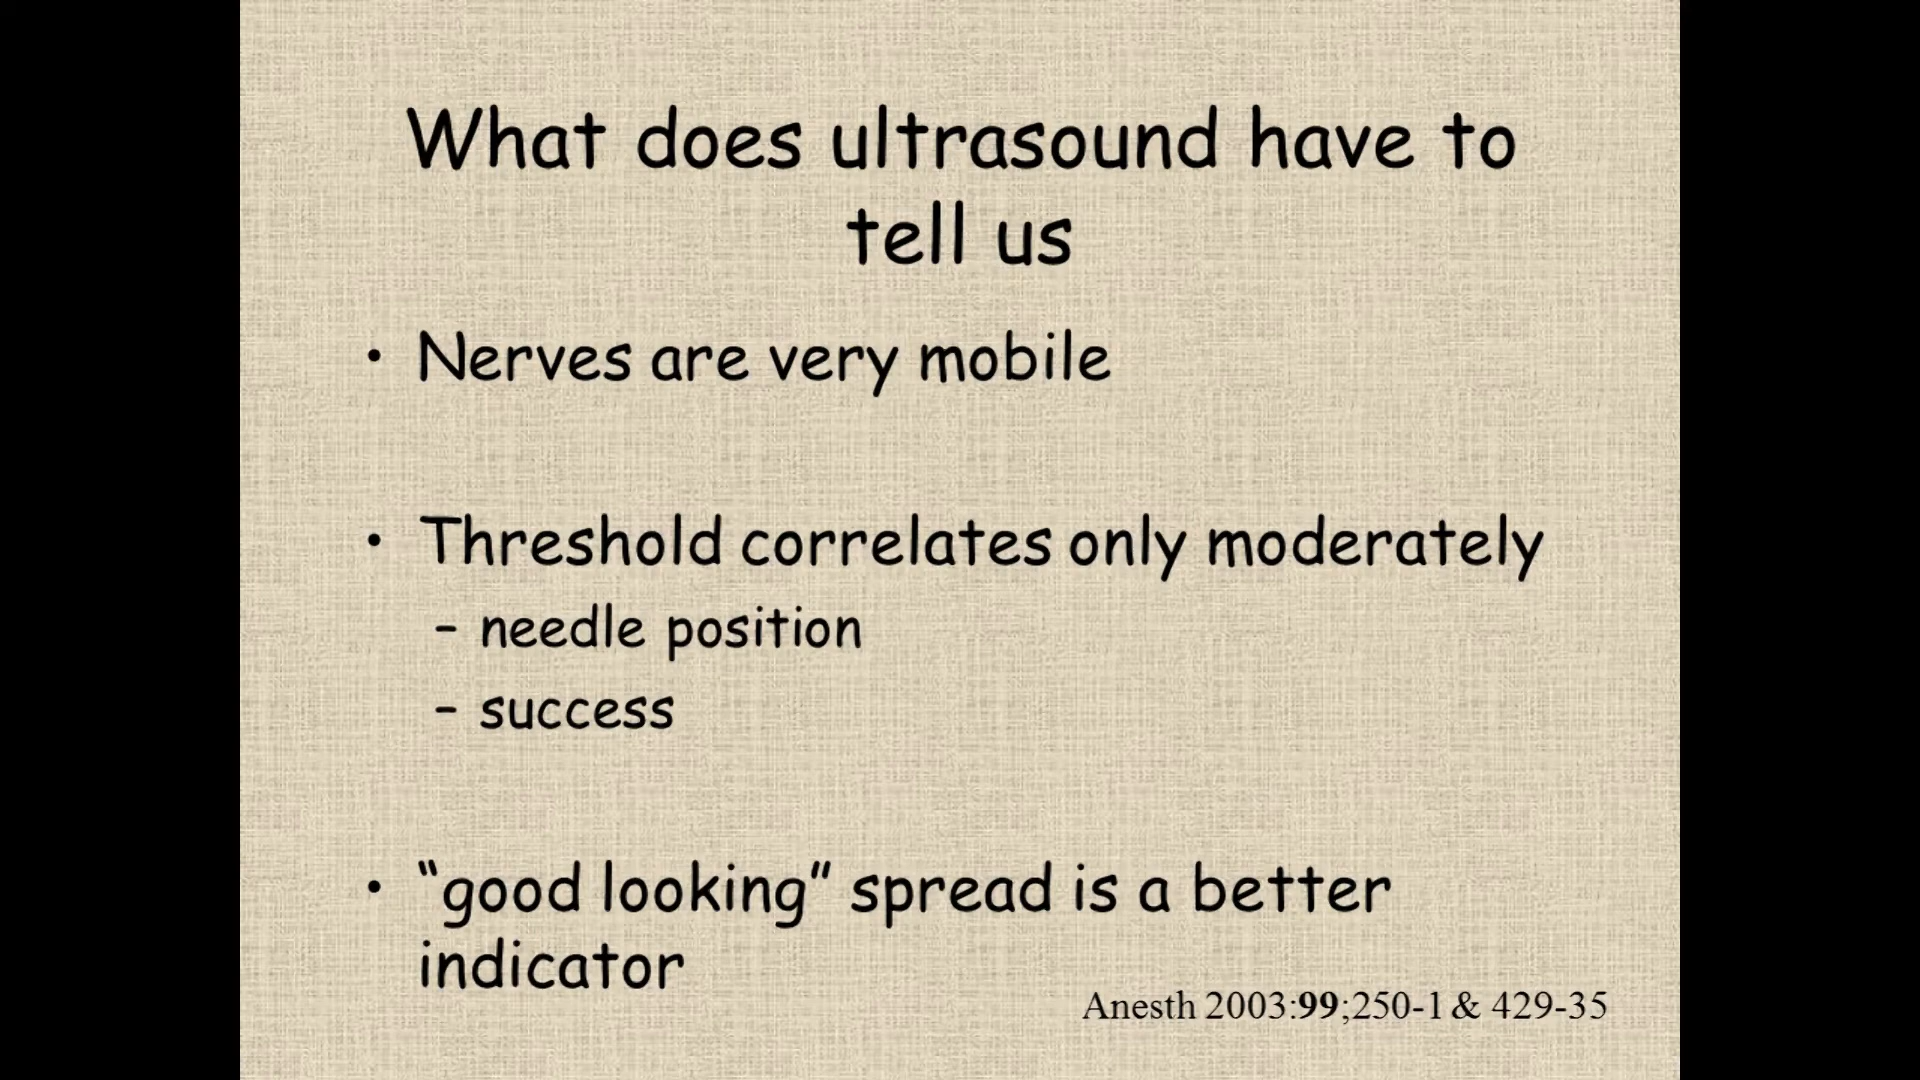 What does ultrasound have to
tell us
• Nerves are very mobile
• Threshold correlates only moderately
– needle position
– success
• “good looking” spread is a better
indicator
Anesth 2003:99;250-1 & 429-35